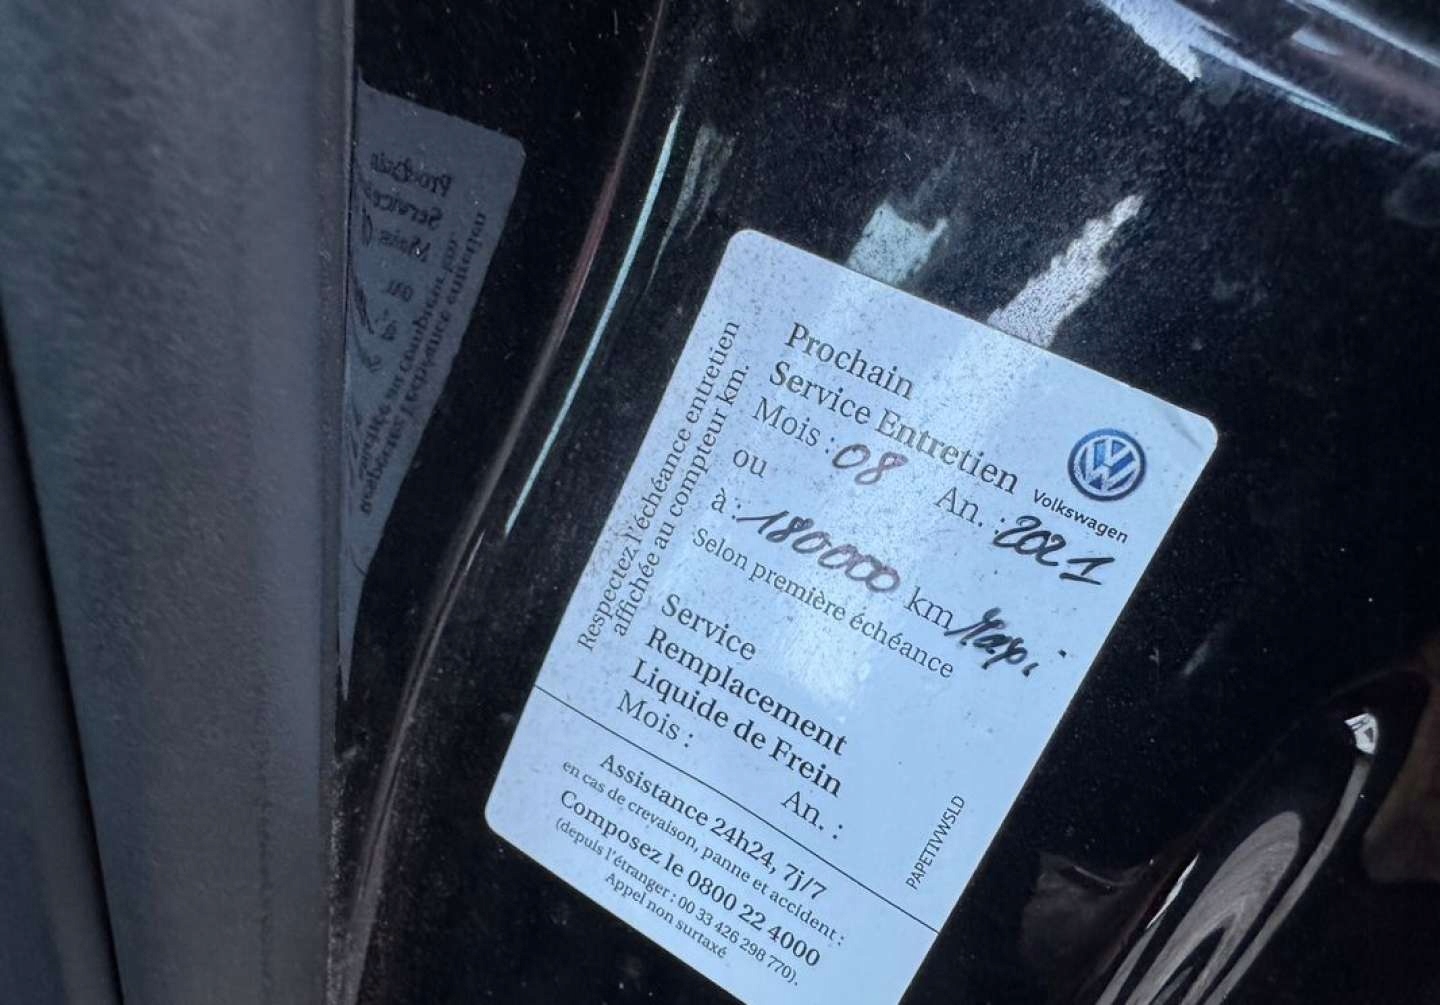 Prochain
Service Entretien
Mois : 08 An. : 2021
ou
à : 180000 km Mapi
Selon première échéance
Volkswagen
Respectez l'échéance entretien
affichée au compteur km.
Service
Remplacement
Liquide de Frein
Mois : An. :
PAPETIVWSLD
Assistance 24h24, 7j/7
en cas de crevaison, panne et accident :
Composez le 0800 22 4000
(depuis l'étranger : 00 33 426 298 770).
Appel non surtaxé